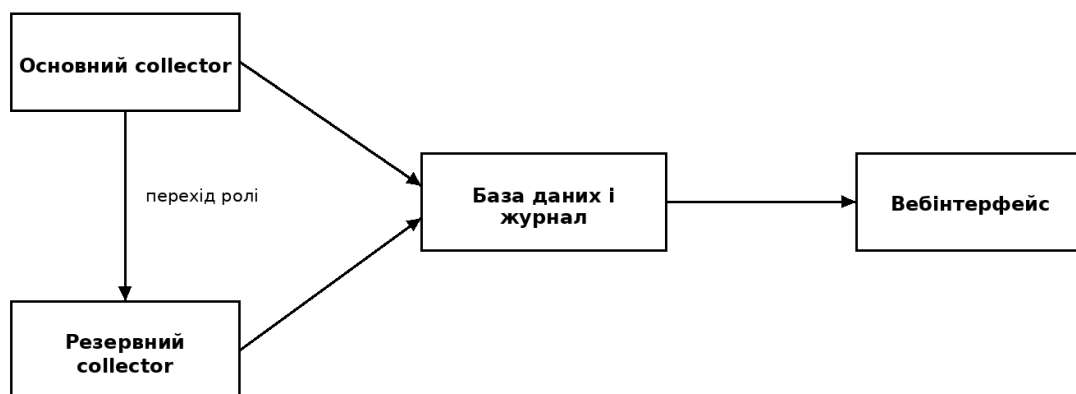 Основний collector
перехід ролі
База даних і
журнал
Вебінтерфейс
Резервний
collector